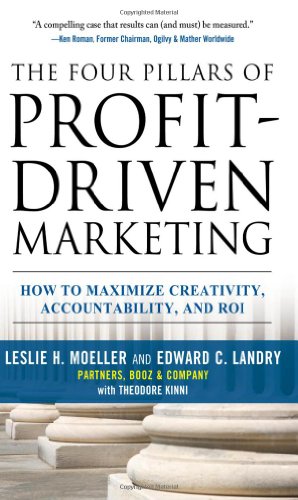 "A compelling case that results can (and must) be measured."
—Ken Roman, Former Chairman, Ogilvy & Mather Worldwide
THE FOUR PILLARS OF
PROFIT-
DRIVEN
MARKETING
HOW TO MAXIMIZE CREATIVITY,
ACCOUNTABILITY, AND ROI
LESLIE H. MOELLER AND EDWARD C. LANDRY
PARTNERS, BOOZ & COMPANY
with THEODORE KINNI